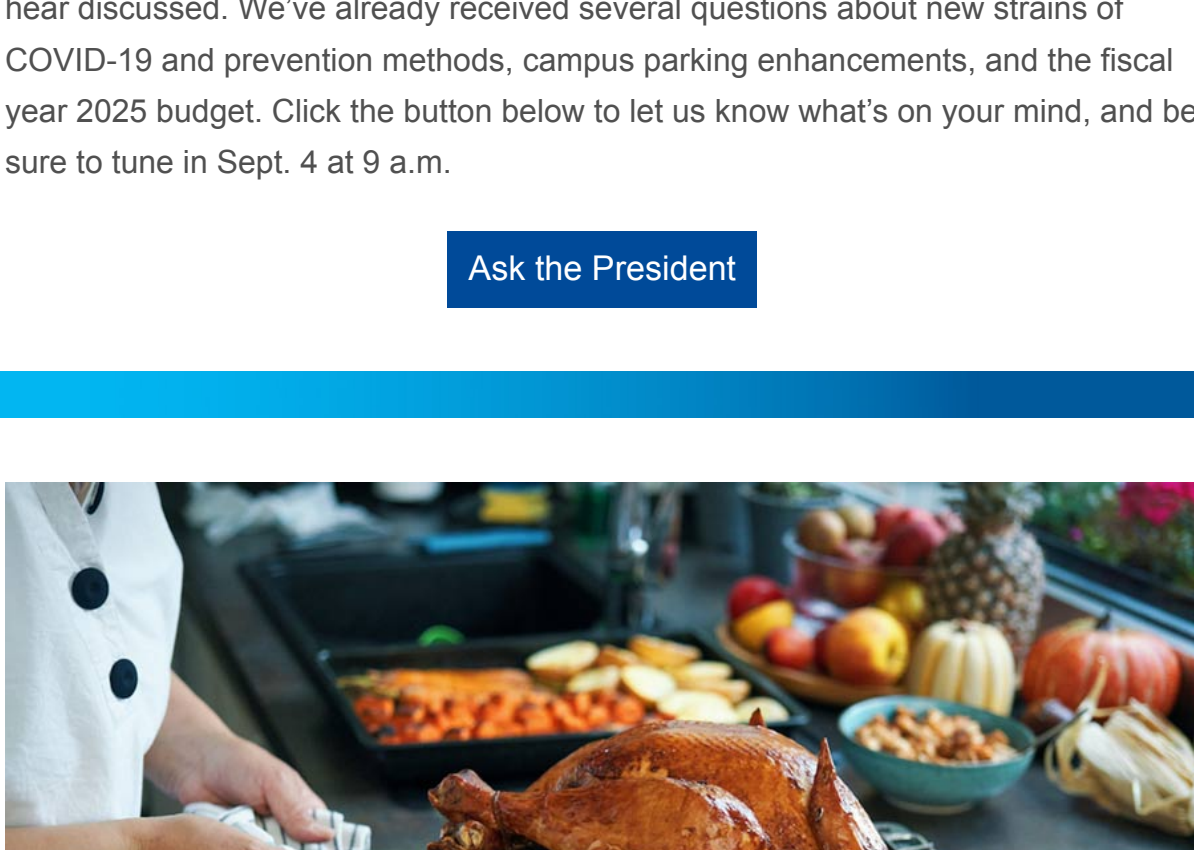 hear discussed. We’ve already received several questions about new strains of
COVID-19 and prevention methods, campus parking enhancements, and the fiscal
year 2025 budget. Click the button below to let us know what’s on your mind, and be
sure to tune in Sept. 4 at 9 a.m.
Ask the President